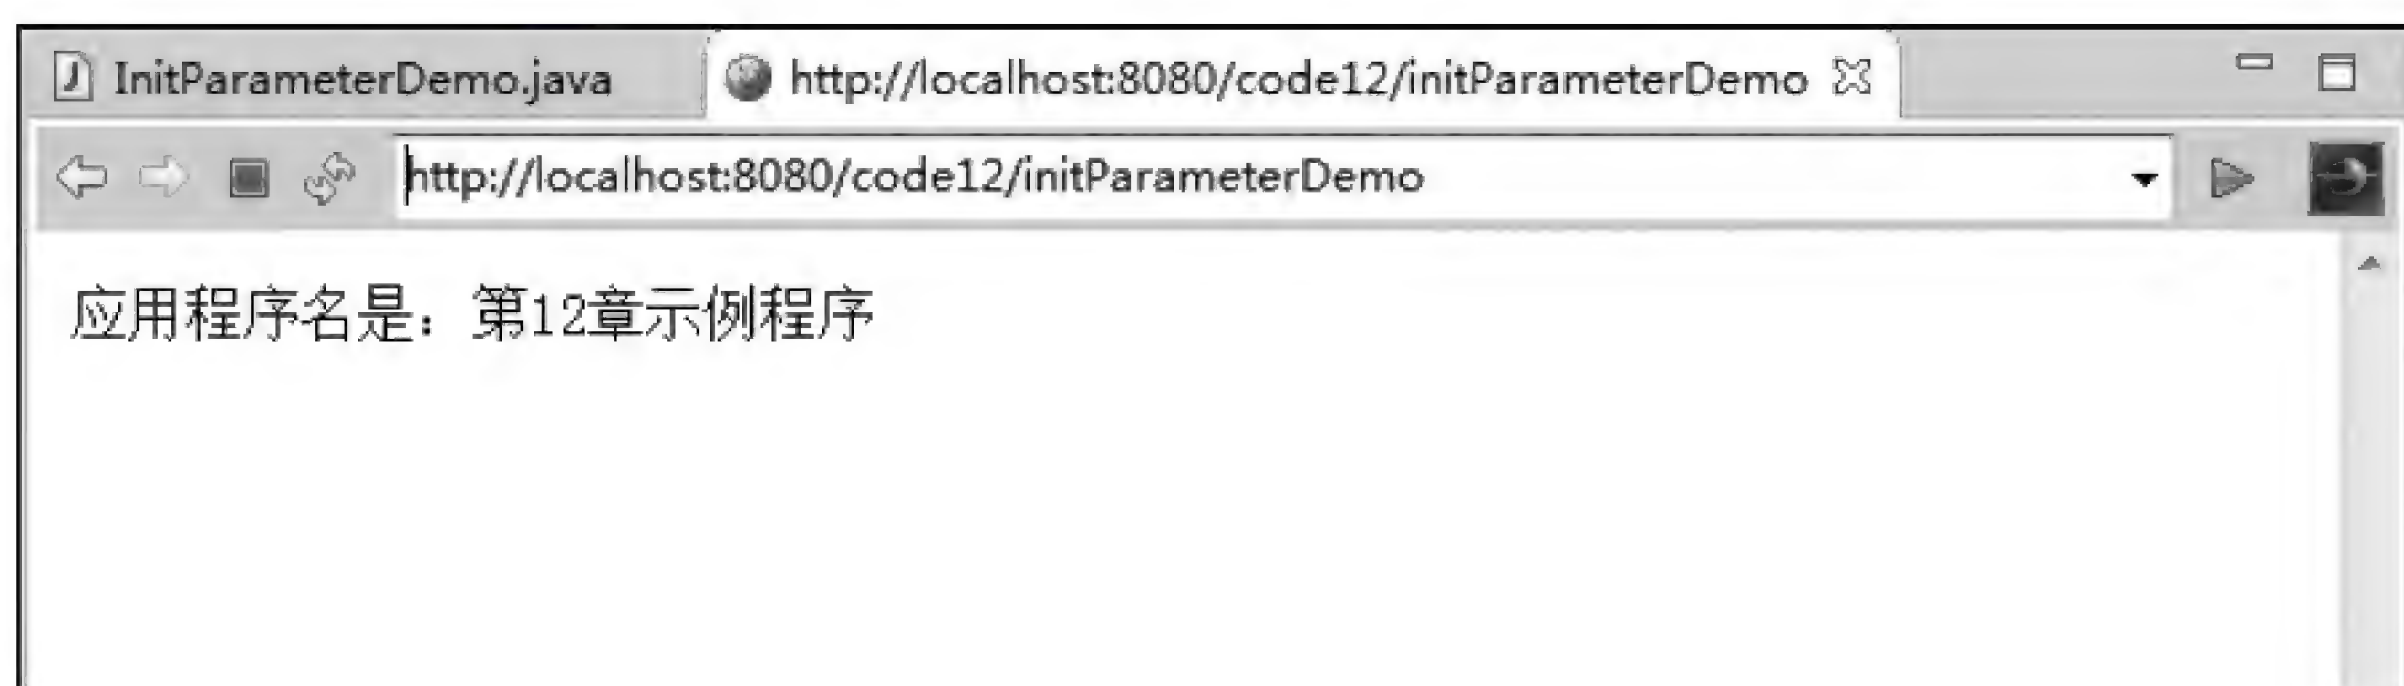 InitParameterDemo.java
http://localhost:8080/code12/initParameterDemo
http://localhost:8080/code12/initParameterDemo
应用程序名是：第12章示例程序